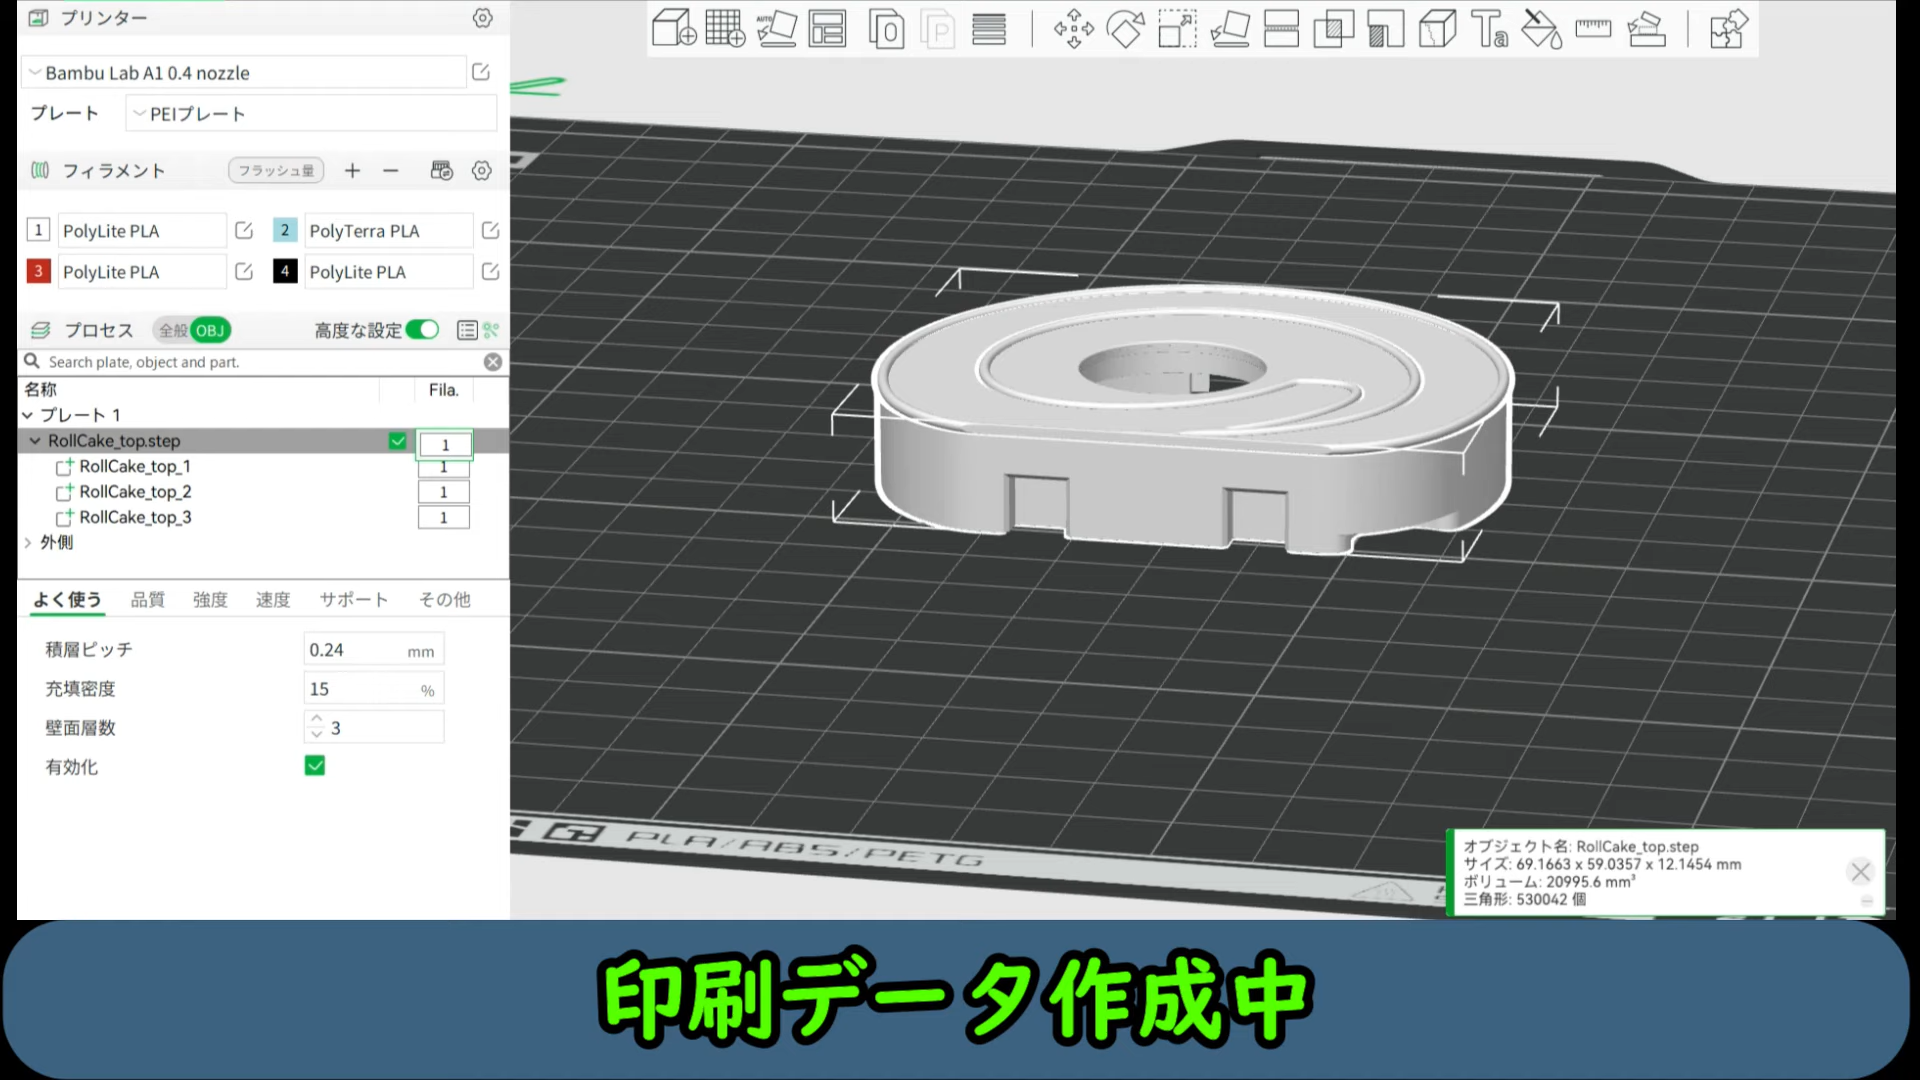 プリンター
Bambu Lab A1 0.4 nozzle
プレート PEIプレート
フィラメント フラッシュ量
1 PolyLite PLA 2 PolyTerra PLA
3 PolyLite PLA 4 PolyLite PLA
プロセス 全般 OBJ 高度な設定
Search plate, object and part.
名称 Fila.
プレート 1
RollCake_top.step 1
RollCake_top_1 1
RollCake_top_2 1
RollCake_top_3 1
外側
よく使う 品質 強度 速度 サポート その他
積層ピッチ 0.24 mm
充填密度 15 %
壁面層数 3
有効化
AUTO
O
P
Ta
PLA/ABS/PETG
オブジェクト名: RollCake_top.step
サイズ: 69.1663 x 59.0357 x 12.1454 mm
ボリューム: 20995.6 mm³
三角形: 530042 個
印刷データ作成中